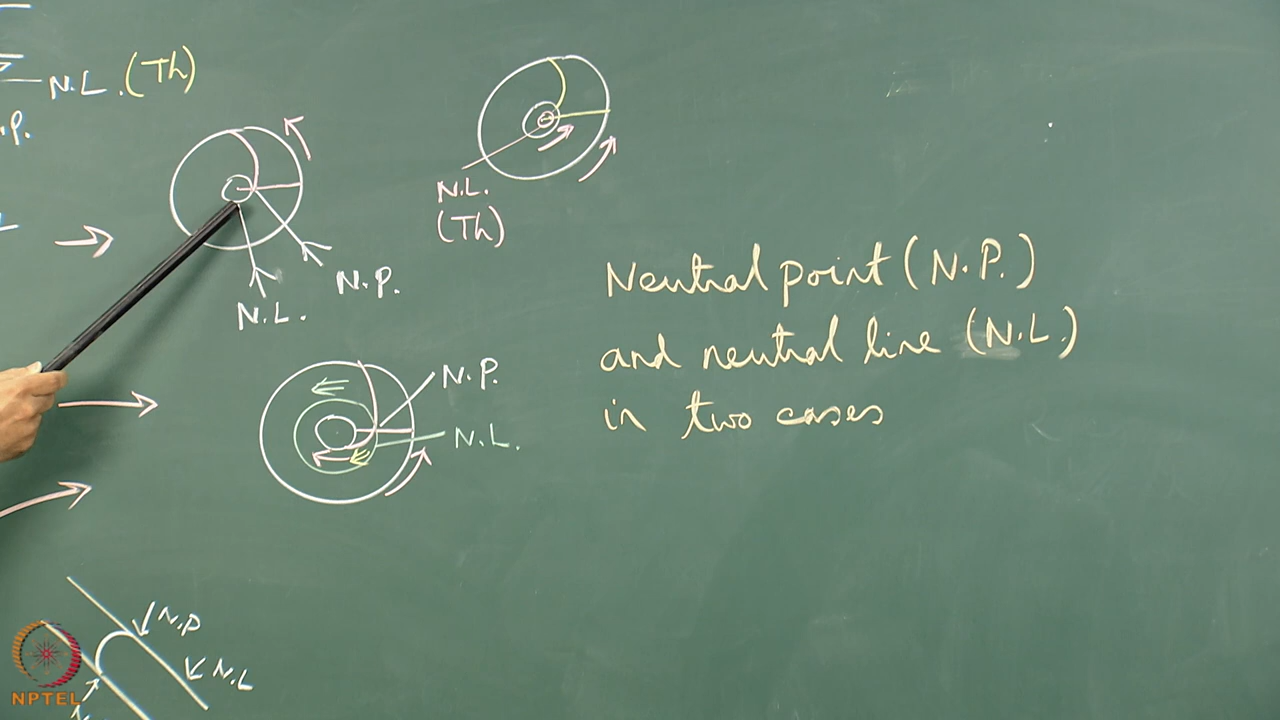 N.L. (Th)
.P.
N.P.
N.L.
N.L.
(Th)
Neutral point (N.P.)
and neutral line (N.L.)
in two cases
N.P.
N.L.
N.P
N.L
NPTEL